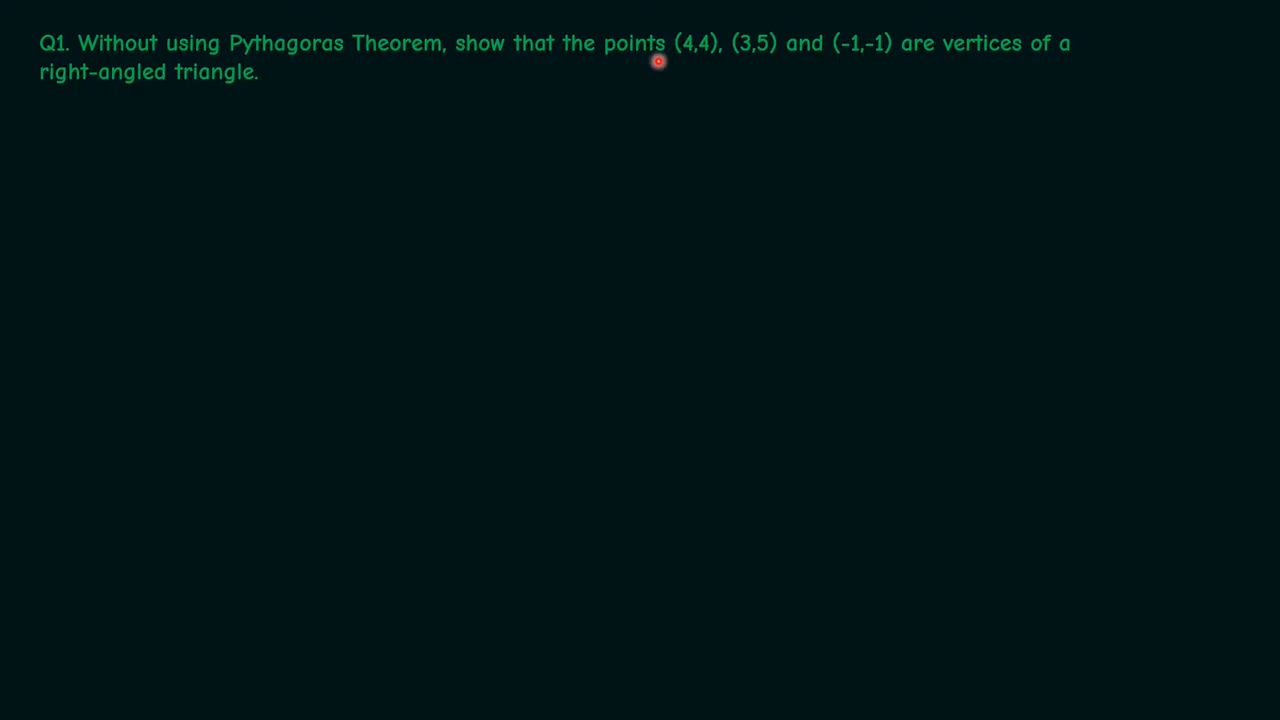 Q1. Without using Pythagoras Theorem, show that the points (4,4), (3,5) and (-1,-1) are vertices of a
right-angled triangle.